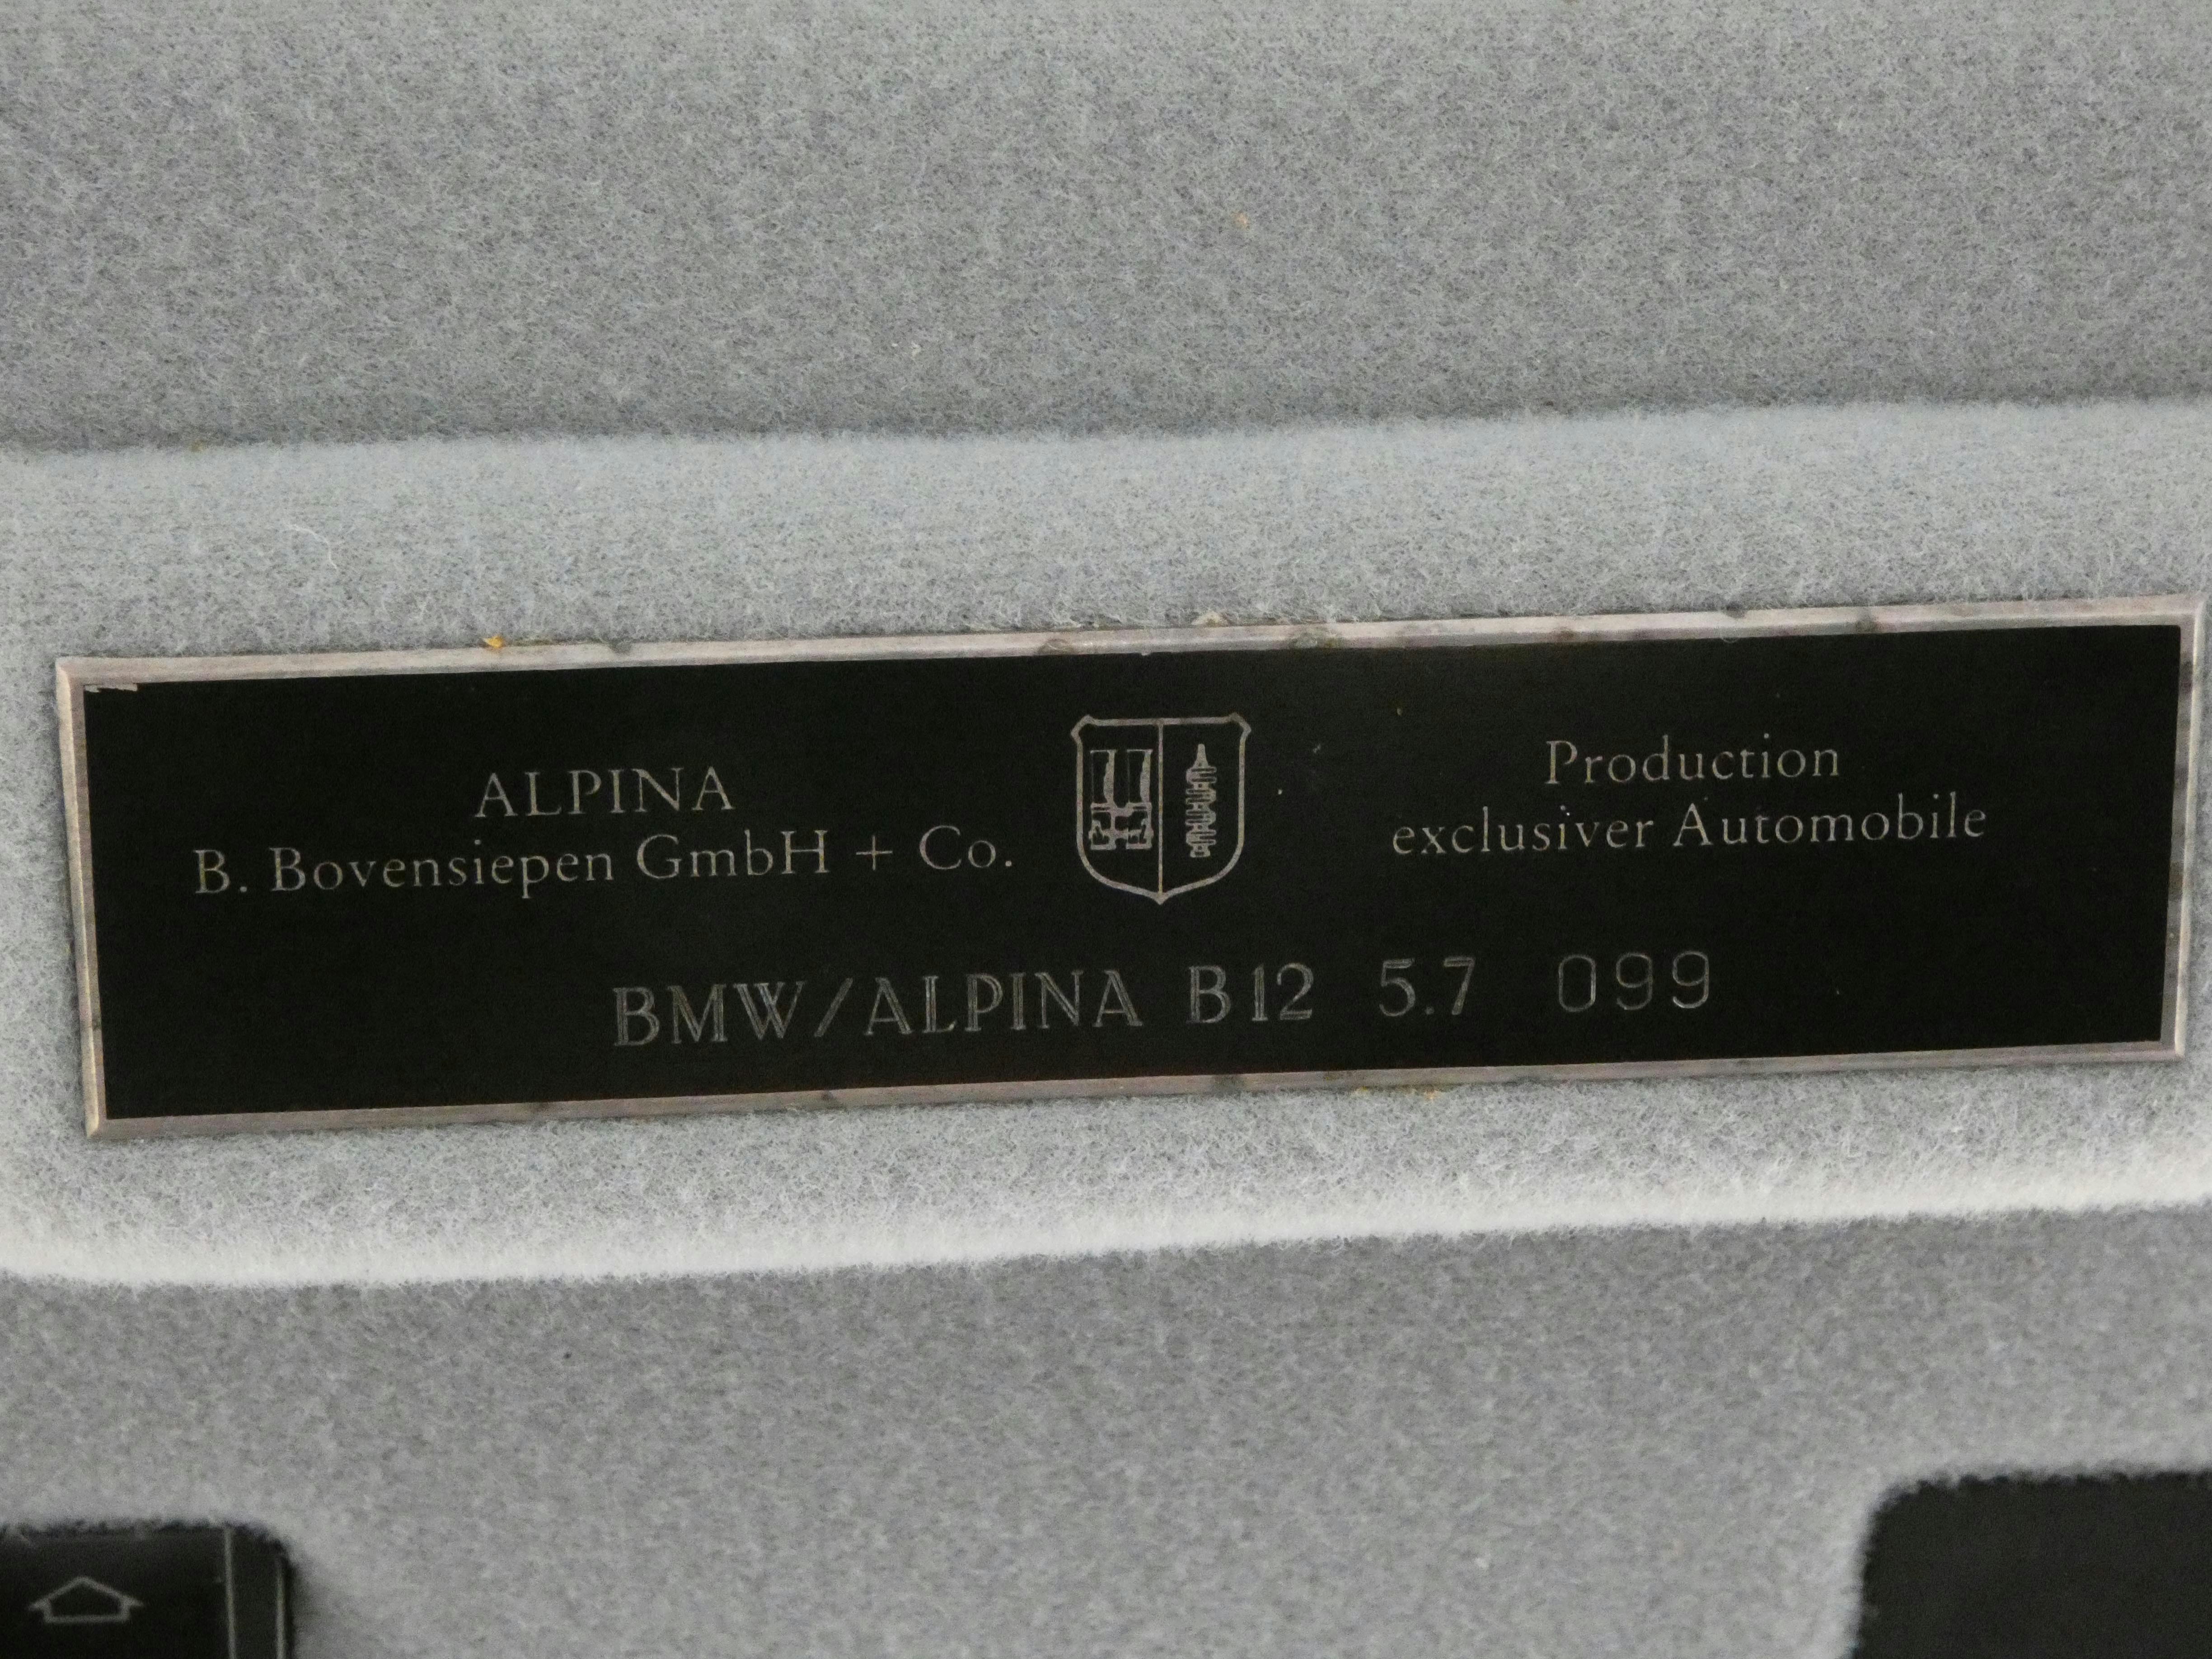 ALPINA
B. Bovensiepen GmbH + Co.
Production
exclusiver Automobile
BMW/ALPINA B12 5.7 099